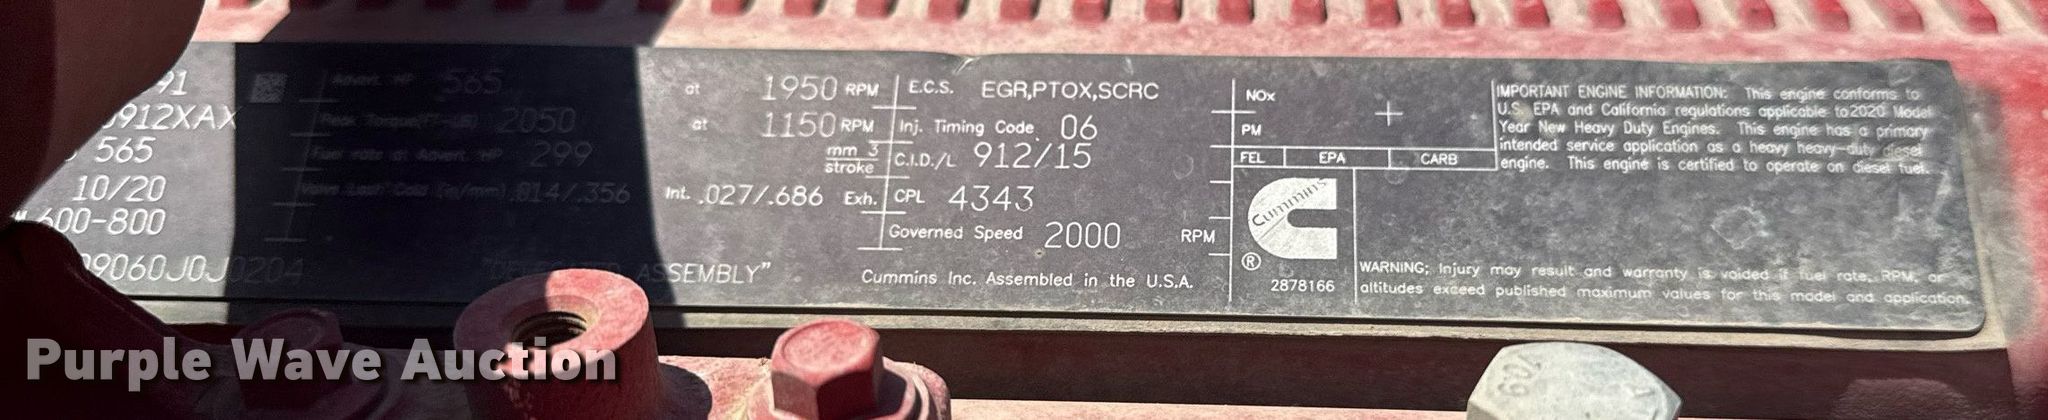 91
912XAX
565
10/20
600-800
09060J0J0204
Advert. HP 565 at 1950 RPM
Peak Torque(FT-LB) 2050 at 1150 RPM
Fuel rate at Advert. HP 299 mm 3 stroke
Valve Lash Cold (in/mm) .014/.356 Int. .027/.686 Exh.
"DEDICATED ASSEMBLY"
E.C.S. EGR,PTOX,SCRC
Inj. Timing Code 06
C.I.D./L 912/15
CPL 4343
Governed Speed 2000 RPM
Cummins Inc. Assembled in the U.S.A.
NOx
PM
FEL EPA CARB
Cummins
®
2878166
IMPORTANT ENGINE INFORMATION: This engine conforms to
U.S. EPA and California regulations applicable to 2020 Model
Year New Heavy Duty Engines. This engine has a primary
intended service application as a heavy heavy-duty diesel
engine. This engine is certified to operate on diesel fuel.
WARNING; Injury may result and warranty is voided if fuel rate, RPM, or
altitudes exceed published maximum values for this model and application.
109
Purple Wave Auction